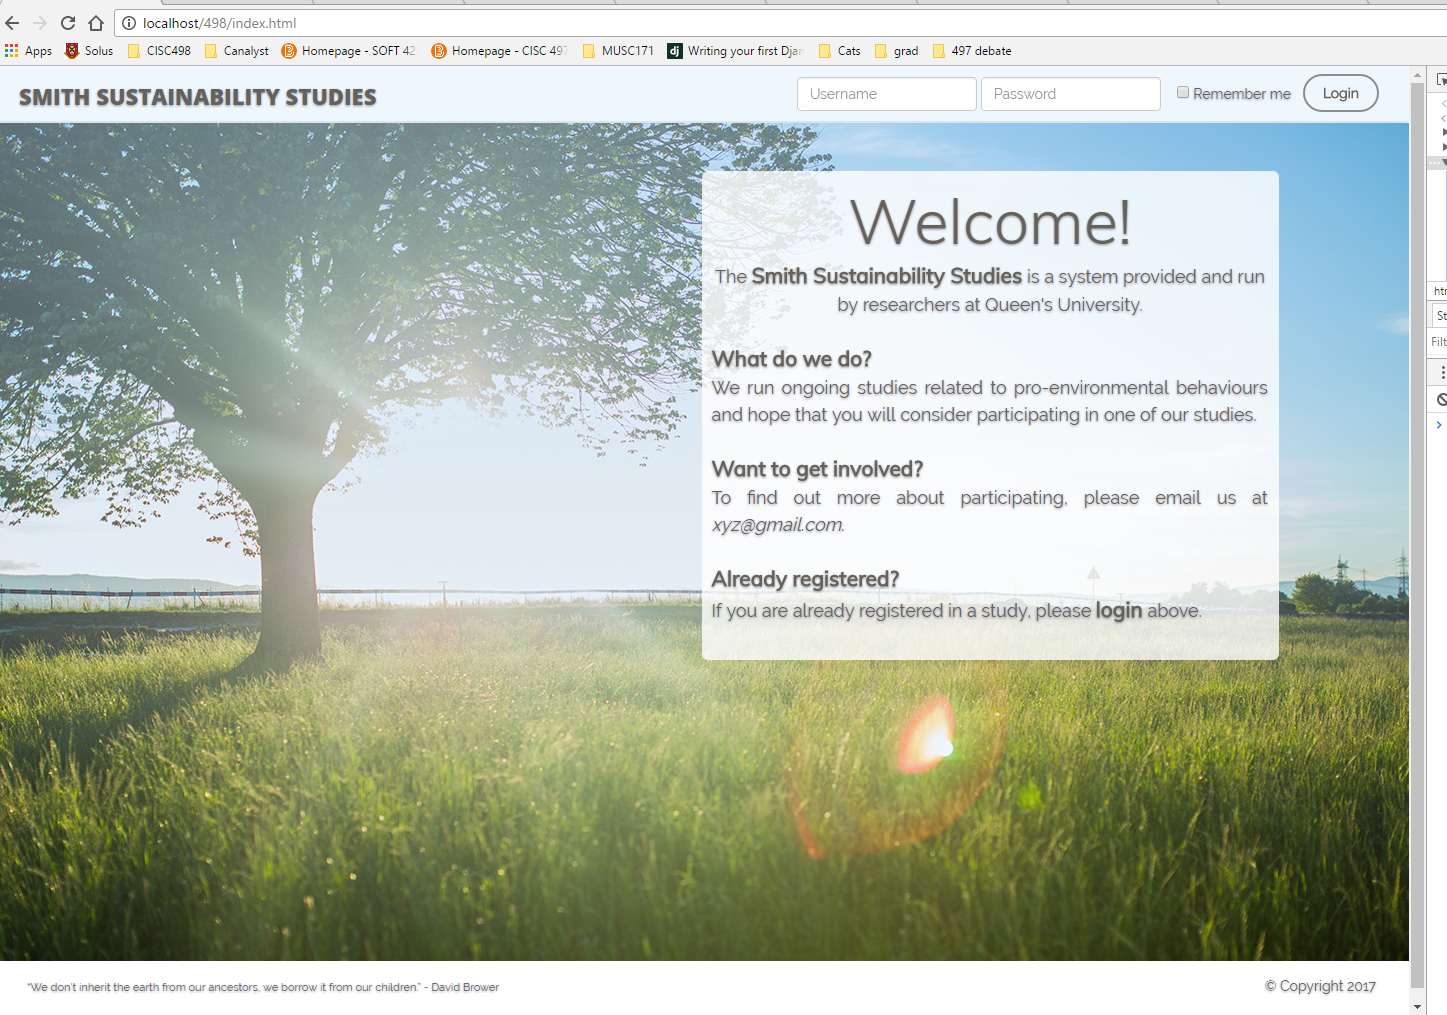 localhost/498/index.html
Apps Solus CISC498 Canalyst Homepage - SOFT 42 Homepage - CISC 497 MUSC171 Writing your first Djan Cats grad 497 debate
SMITH SUSTAINABILITY STUDIES Username Password Remember me Login
Welcome!
The Smith Sustainability Studies is a system provided and run
by researchers at Queen's University.
What do we do?
We run ongoing studies related to pro-environmental behaviours
and hope that you will consider participating in one of our studies.
Want to get involved?
To find out more about participating, please email us at
xyz@gmail.com.
Already registered?
If you are already registered in a study, please login above.
"We don't inherit the earth from our ancestors, we borrow it from our children." - David Brower
© Copyright 2017